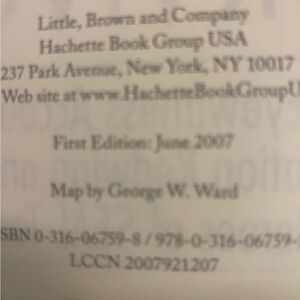 Little, Brown and Company
Hachette Book Group USA
237 Park Avenue, New York, NY 10017
Web site at www.HachetteBookGroupU
First Edition: June 2007
Map by George W. Ward
SBN 0-316-06759-8 / 978-0-316-06759-
LCCN 2007921207